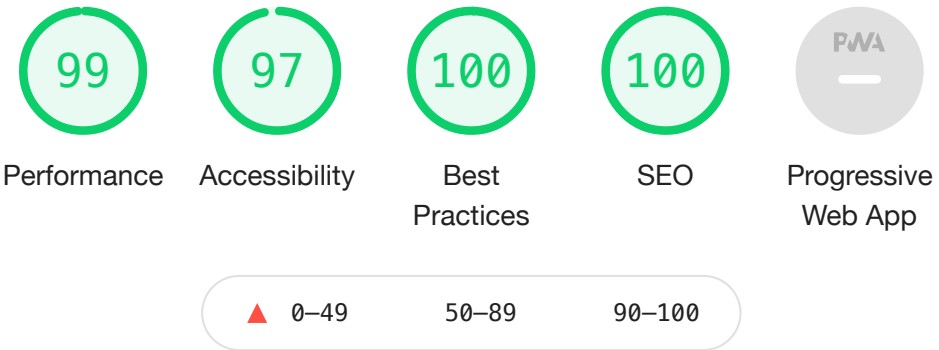 99 97 100 100 PWA
Performance Accessibility Best SEO Progressive
Practices Web App
0–49 50–89 90–100